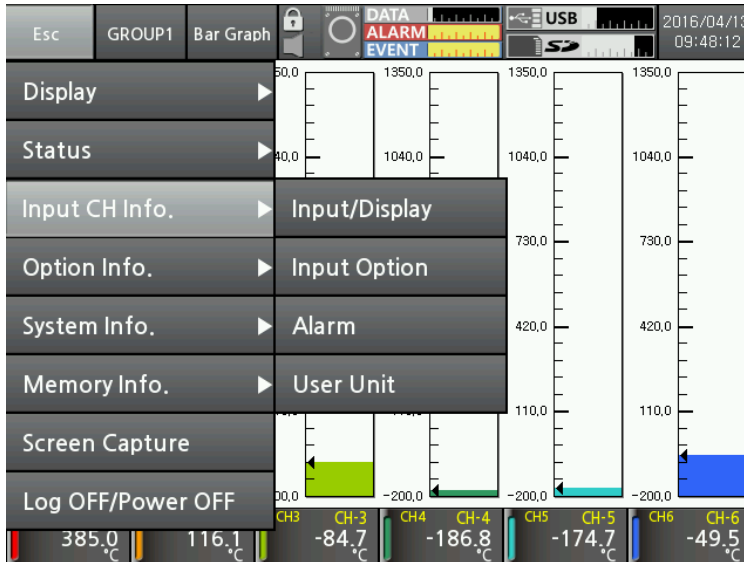 Esc
GROUP1
Bar Graph
DATA
ALARM
EVENT
USB
2016/04/13
09:48:12
Display
Status
Input CH Info.
Option Info.
System Info.
Memory Info.
Screen Capture
Log OFF/Power OFF
Input/Display
Input Option
Alarm
User Unit
1350.0
1350.0
1350.0
1040.0
1040.0
1040.0
730.0
730.0
420.0
420.0
110.0
110.0
-200.0
-200.0
-200.0
385.0
°C
116.1
°C
CH3
CH-3
-84.7
°C
CH4
CH-4
-186.8
°C
CH5
CH-5
-174.7
°C
CH6
CH-6
-49.5
°C